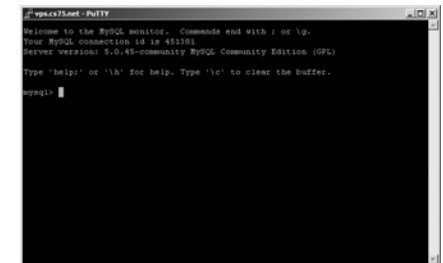 vps.cs75.net - PuTTY
Welcome to the MySQL monitor.  Commands end with ; or \g.
Your MySQL connection id is 451381
Server version: 5.0.45-community MySQL Community Edition (GPL)
Type 'help;' or '\h' for help. Type '\c' to clear the buffer.
mysql>